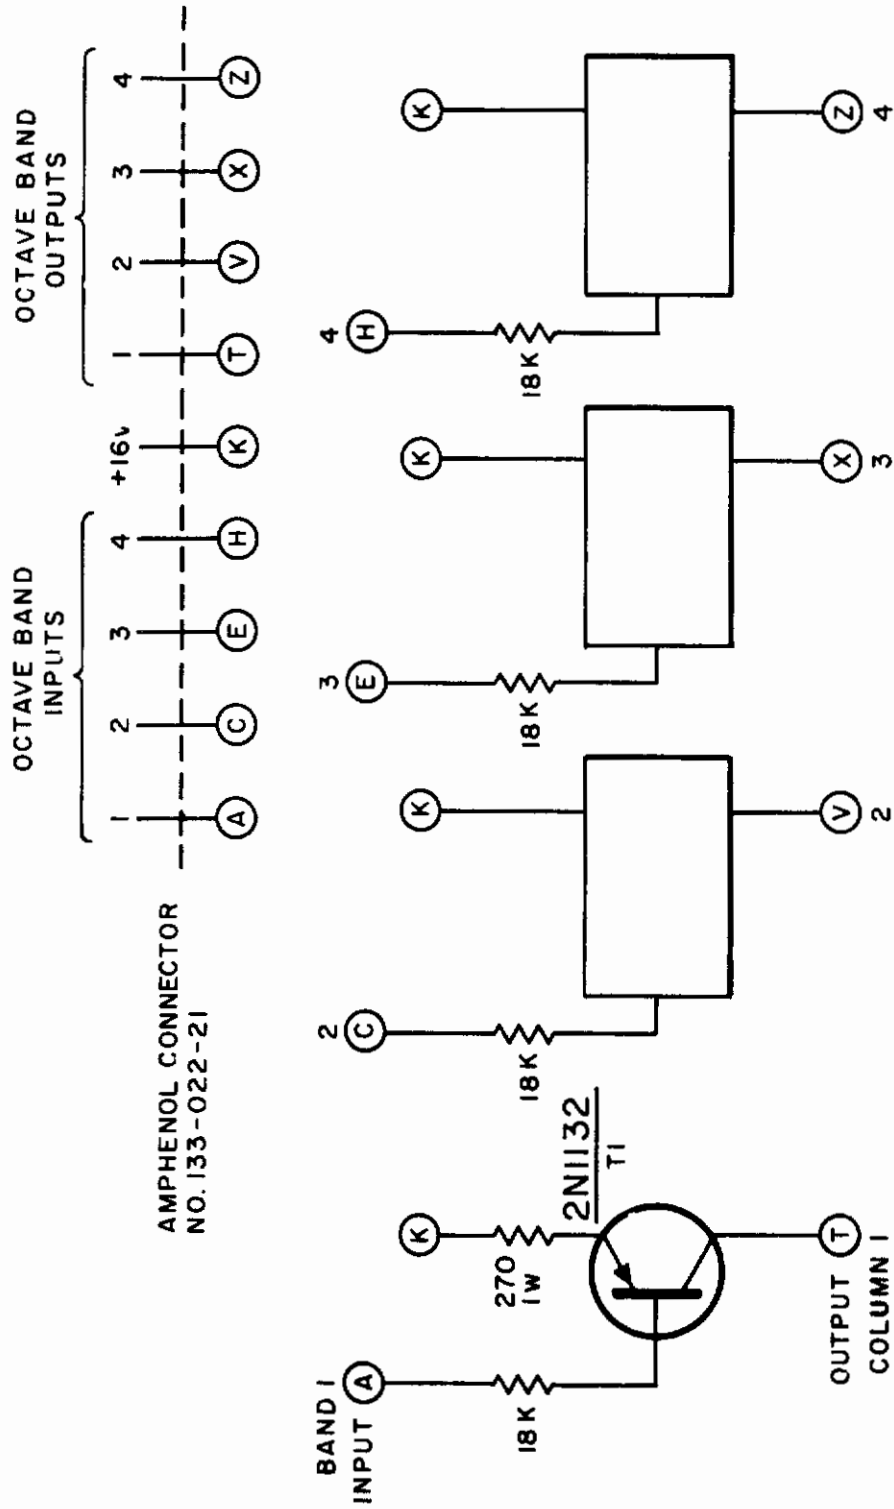 OCTAVE BAND
INPUTS
OCTAVE BAND
OUTPUTS
1 2 3 4 +16v 1 2 3 4
A C E H K T V X Z
AMPHENOL CONNECTOR
NO. 133-022-21
BAND 1
INPUT A
18K
K
270
1W
2N1132
T1
OUTPUT T
COLUMN 1
2
C
18K
K
V
2
3
E
18K
K
X
3
4
H
18K
K
Z
4